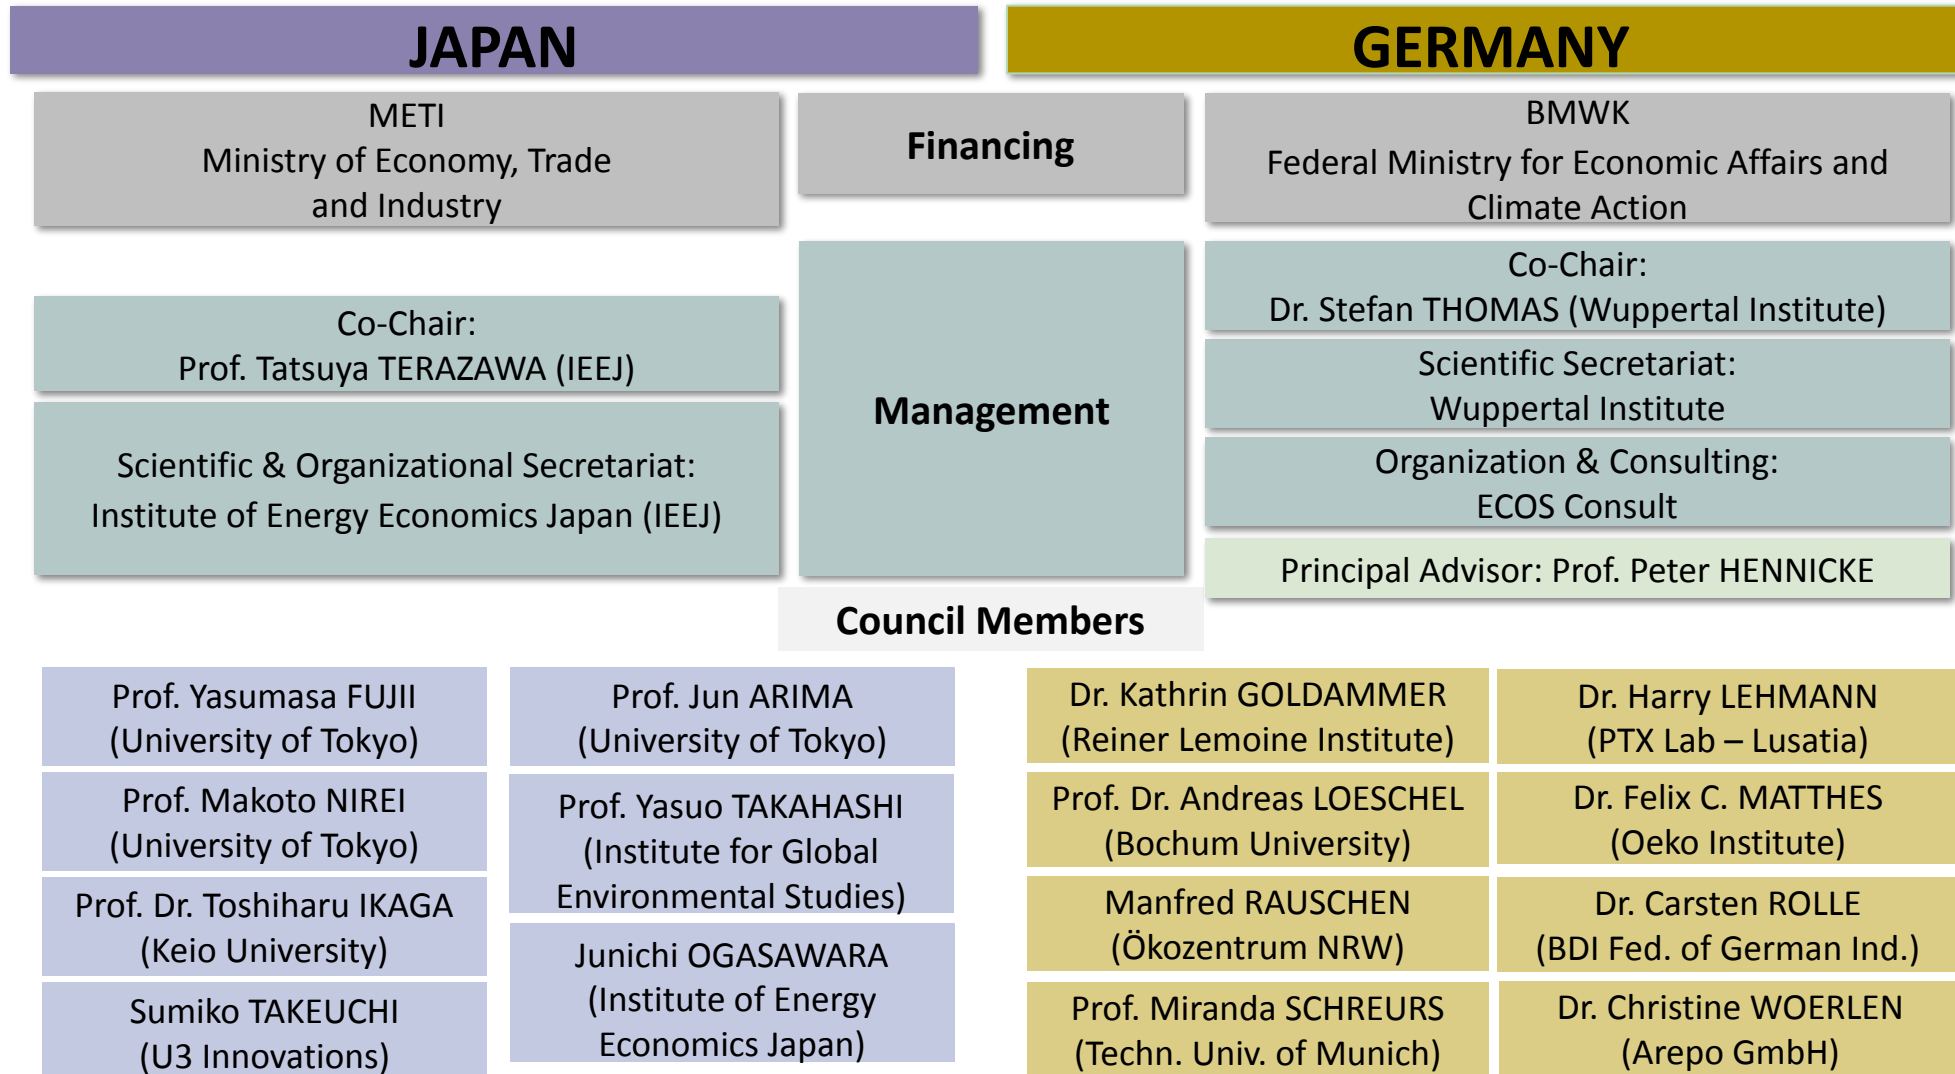 JAPAN
GERMANY
METI
Ministry of Economy, Trade
and Industry
Financing
BMWK
Federal Ministry for Economic Affairs and
Climate Action
Co-Chair:
Prof. Tatsuya TERAZAWA (IEEJ)
Scientific & Organizational Secretariat:
Institute of Energy Economics Japan (IEEJ)
Management
Co-Chair:
Dr. Stefan THOMAS (Wuppertal Institute)
Scientific Secretariat:
Wuppertal Institute
Organization & Consulting:
ECOS Consult
Principal Advisor: Prof. Peter HENNICKE
Council Members
Prof. Yasumasa FUJII
(University of Tokyo)
Prof. Makoto NIREI
(University of Tokyo)
Prof. Dr. Toshiharu IKAGA
(Keio University)
Sumiko TAKEUCHI
(U3 Innovations)
Prof. Jun ARIMA
(University of Tokyo)
Prof. Yasuo TAKAHASHI
(Institute for Global
Environmental Studies)
Junichi OGASAWARA
(Institute of Energy
Economics Japan)
Dr. Kathrin GOLDAMMER
(Reiner Lemoine Institute)
Prof. Dr. Andreas LOESCHEL
(Bochum University)
Manfred RAUSCHEN
(Ökozentrum NRW)
Prof. Miranda SCHREURS
(Techn. Univ. of Munich)
Dr. Harry LEHMANN
(PTX Lab – Lusatia)
Dr. Felix C. MATTHES
(Oeko Institute)
Dr. Carsten ROLLE
(BDI Fed. of German Ind.)
Dr. Christine WOERLEN
(Arepo GmbH)